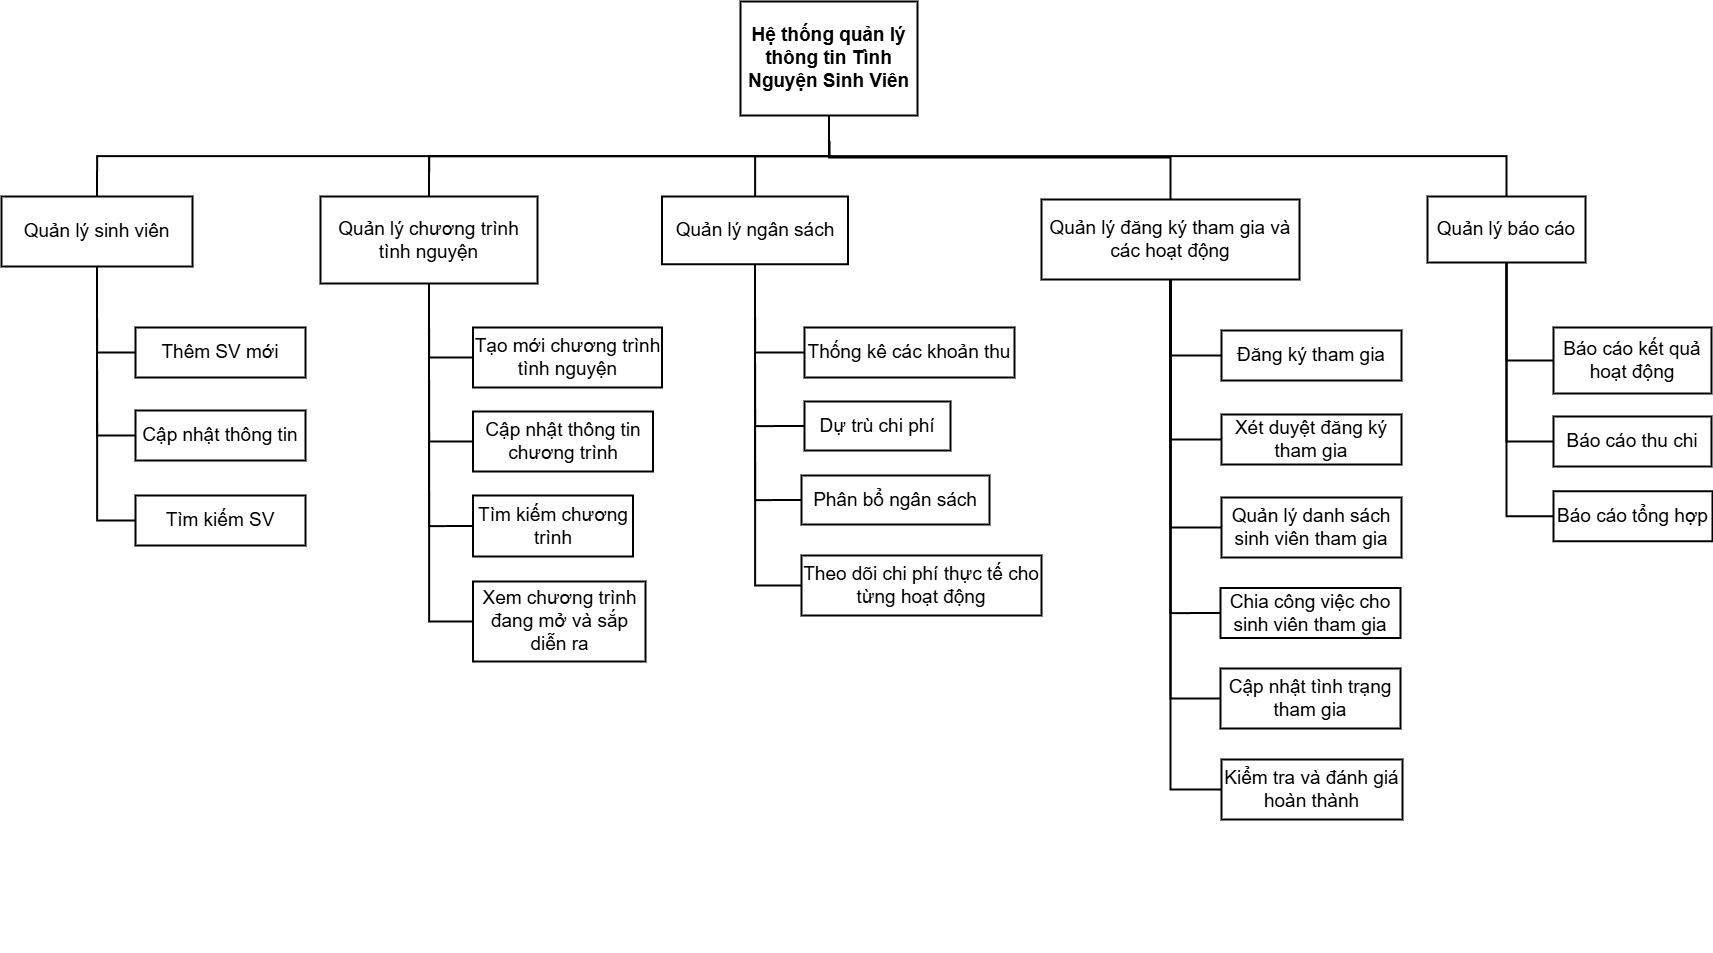 Hệ thống quản lý
thông tin Tình
Nguyện Sinh Viên
Quản lý sinh viên
Thêm SV mới
Cập nhật thông tin
Tìm kiếm SV
Quản lý chương trình
tình nguyện
Tạo mới chương trình
tình nguyện
Cập nhật thông tin
chương trình
Tìm kiếm chương
trình
Xem chương trình
đang mở và sắp
diễn ra
Quản lý ngân sách
Thống kê các khoản thu
Dự trù chi phí
Phân bổ ngân sách
Theo dõi chi phí thực tế cho
từng hoạt động
Quản lý đăng ký tham gia và
các hoạt động
Đăng ký tham gia
Xét duyệt đăng ký
tham gia
Quản lý danh sách
sinh viên tham gia
Chia công việc cho
sinh viên tham gia
Cập nhật tình trạng
tham gia
Kiểm tra và đánh giá
hoàn thành
Quản lý báo cáo
Báo cáo kết quả
hoạt động
Báo cáo thu chi
Báo cáo tổng hợp